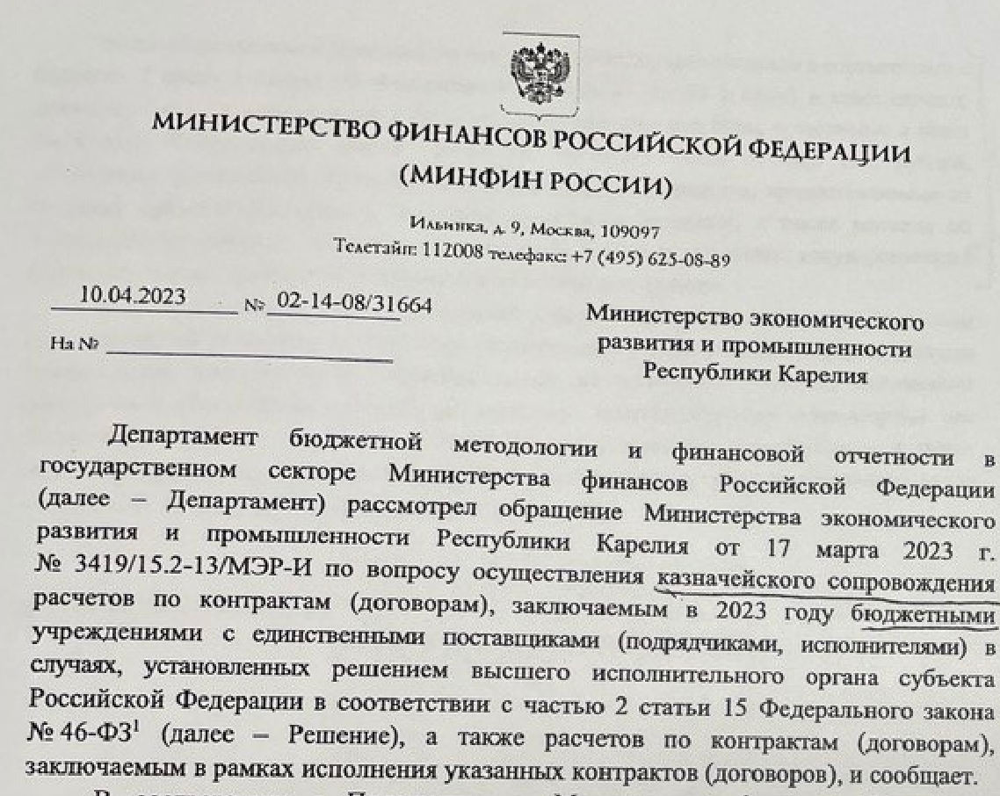 МИНИСТЕРСТВО ФИНАНСОВ РОССИЙСКОЙ ФЕДЕРАЦИИ
(МИНФИН РОССИИ)
Ильинка, д. 9, Москва, 109097
Телетайп: 112008 телефакс: +7 (495) 625-08-89
10.04.2023 № 02-14-08/31664
На №
Министерство экономического
развития и промышленности
Республики Карелия
Департамент бюджетной методологии и финансовой отчетности в
государственном секторе Министерства финансов Российской Федерации
(далее – Департамент) рассмотрел обращение Министерства экономического
развития и промышленности Республики Карелия от 17 марта 2023 г.
№ 3419/15.2-13/МЭР-И по вопросу осуществления казначейского сопровождения
расчетов по контрактам (договорам), заключаемым в 2023 году бюджетными
учреждениями с единственными поставщиками (подрядчиками, исполнителями) в
случаях, установленных решением высшего исполнительного органа субъекта
Российской Федерации в соответствии с частью 2 статьи 15 Федерального закона
№ 46-ФЗ¹ (далее – Решение), а также расчетов по контрактам (договорам),
заключаемым в рамках исполнения указанных контрактов (договоров), и сообщает.